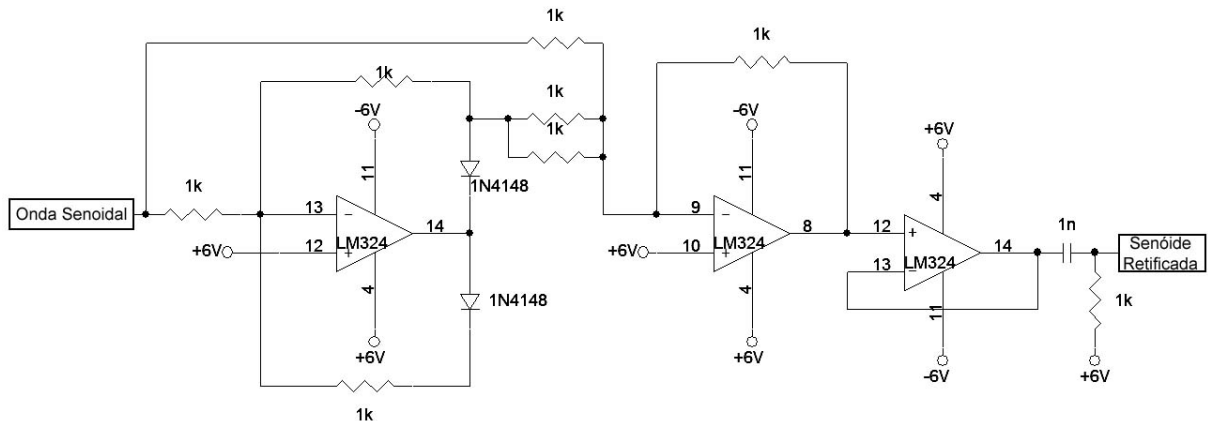 1k
1k
1k
-6V
1k
1k
-6V
+6V
11
1N4148
11
4
Onda Senoidal
1k
13
LM324
14
9
LM324
8
12
LM324
14
1n
Senóide
Retificada
+6V
12
+6V
10
13
4
1N4148
4
11
1k
+6V
+6V
-6V
+6V
1k